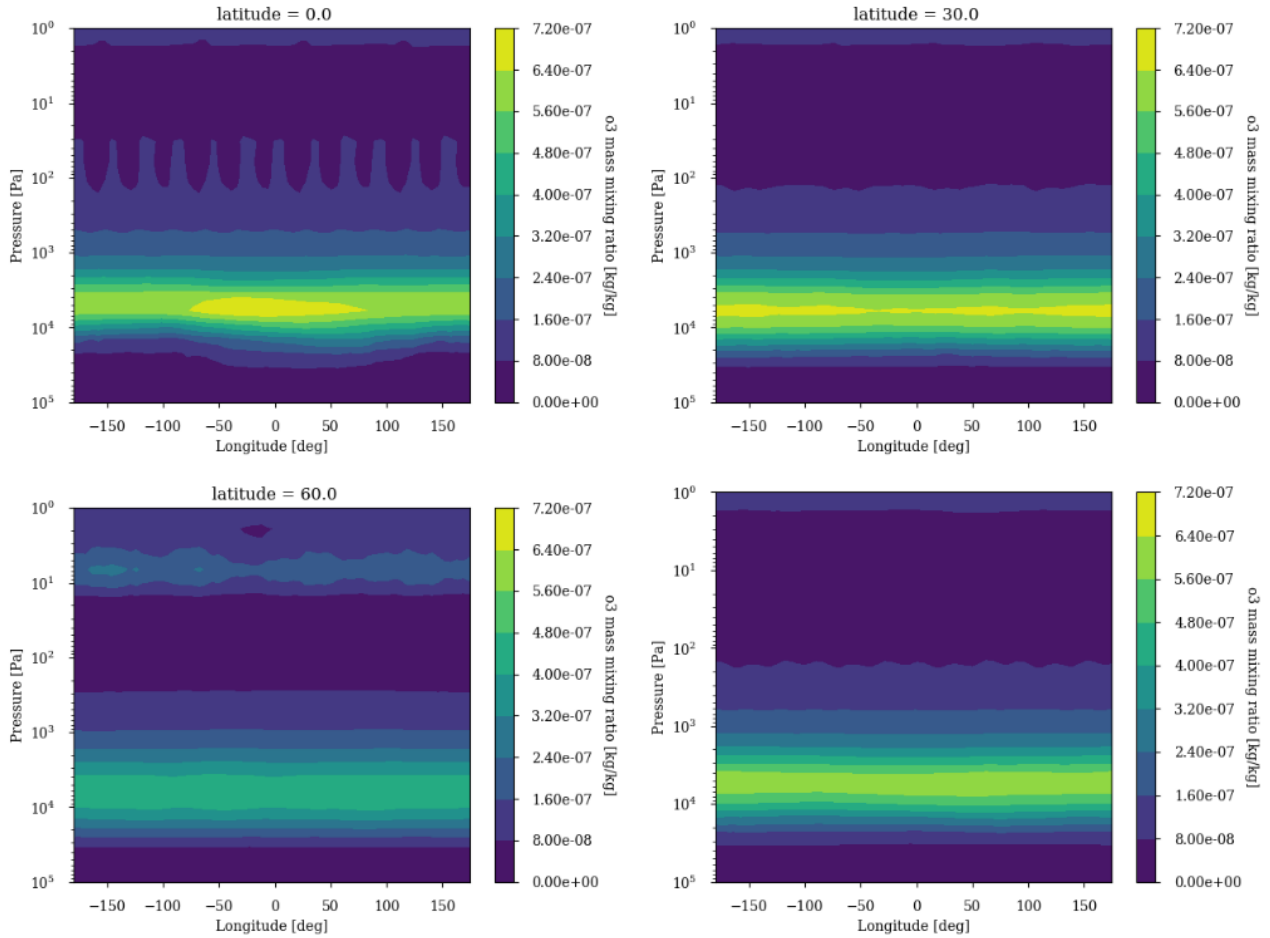 latitude = 0.0
10⁰
10¹
10²
10³
10⁴
10⁵
Pressure [Pa]
−150 −100 −50 0 50 100 150
Longitude [deg]
7.20e-07
6.40e-07
5.60e-07
4.80e-07
4.00e-07
3.20e-07
2.40e-07
1.60e-07
8.00e-08
0.00e+00
o3 mass mixing ratio [kg/kg]
latitude = 30.0
10⁰
10¹
10²
10³
10⁴
10⁵
Pressure [Pa]
−150 −100 −50 0 50 100 150
Longitude [deg]
7.20e-07
6.40e-07
5.60e-07
4.80e-07
4.00e-07
3.20e-07
2.40e-07
1.60e-07
8.00e-08
0.00e+00
o3 mass mixing ratio [kg/kg]
latitude = 60.0
10⁰
10¹
10²
10³
10⁴
10⁵
Pressure [Pa]
−150 −100 −50 0 50 100 150
Longitude [deg]
7.20e-07
6.40e-07
5.60e-07
4.80e-07
4.00e-07
3.20e-07
2.40e-07
1.60e-07
8.00e-08
0.00e+00
o3 mass mixing ratio [kg/kg]
10⁰
10¹
10²
10³
10⁴
10⁵
Pressure [Pa]
−150 −100 −50 0 50 100 150
Longitude [deg]
7.20e-07
6.40e-07
5.60e-07
4.80e-07
4.00e-07
3.20e-07
2.40e-07
1.60e-07
8.00e-08
0.00e+00
o3 mass mixing ratio [kg/kg]